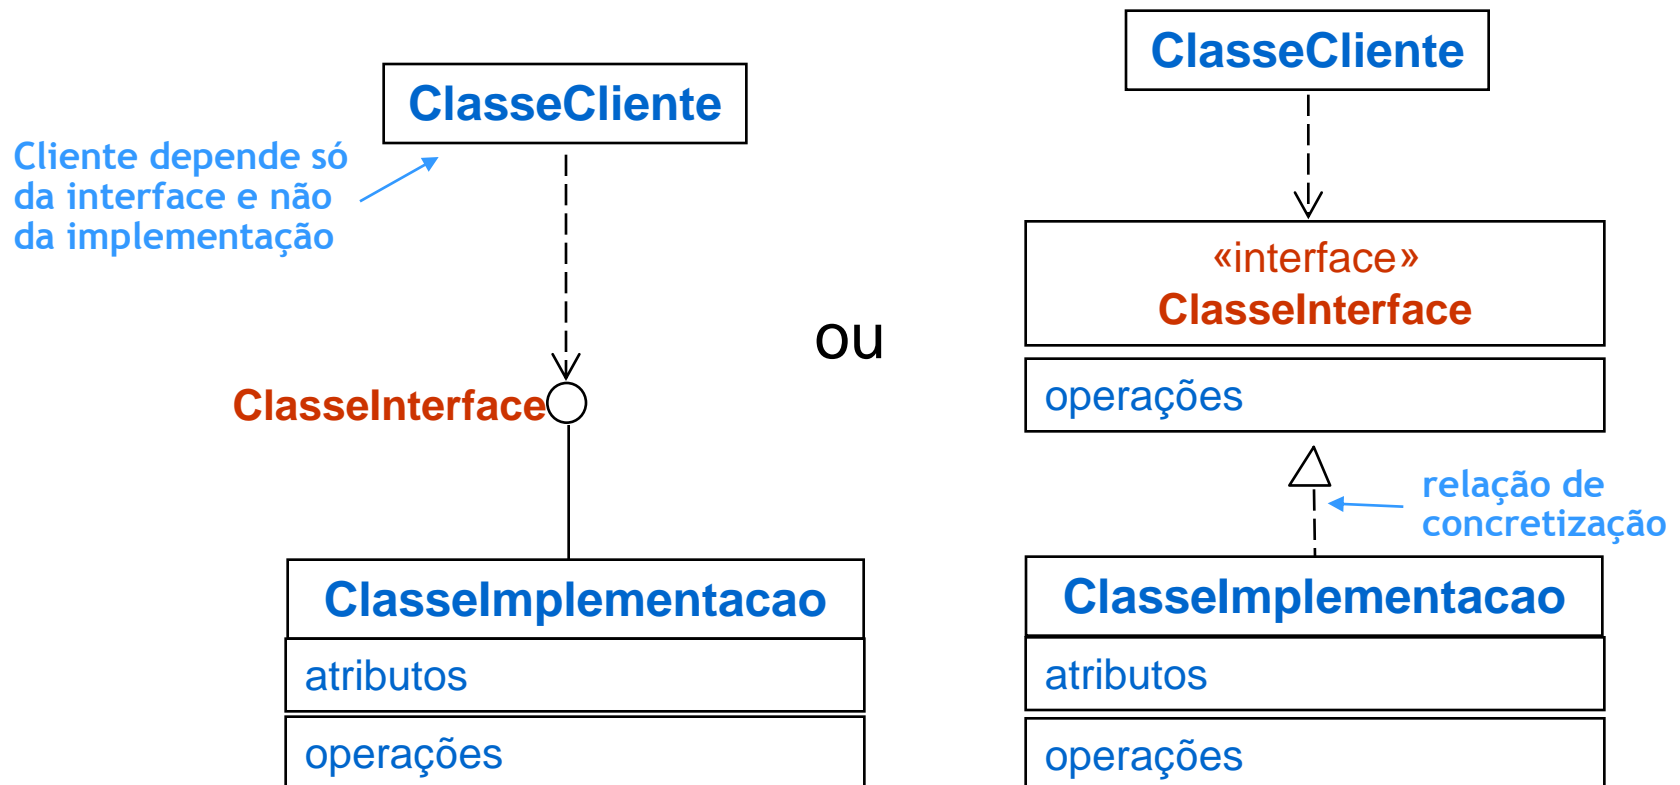 ClasseCliente
Cliente depende só
da interface e não
da implementação
ClasseInterface
ClasseImplementacao
atributos
operações
ou
ClasseCliente
«interface»
ClasseInterface
operações
relação de
concretização
ClasseImplementacao
atributos
operações